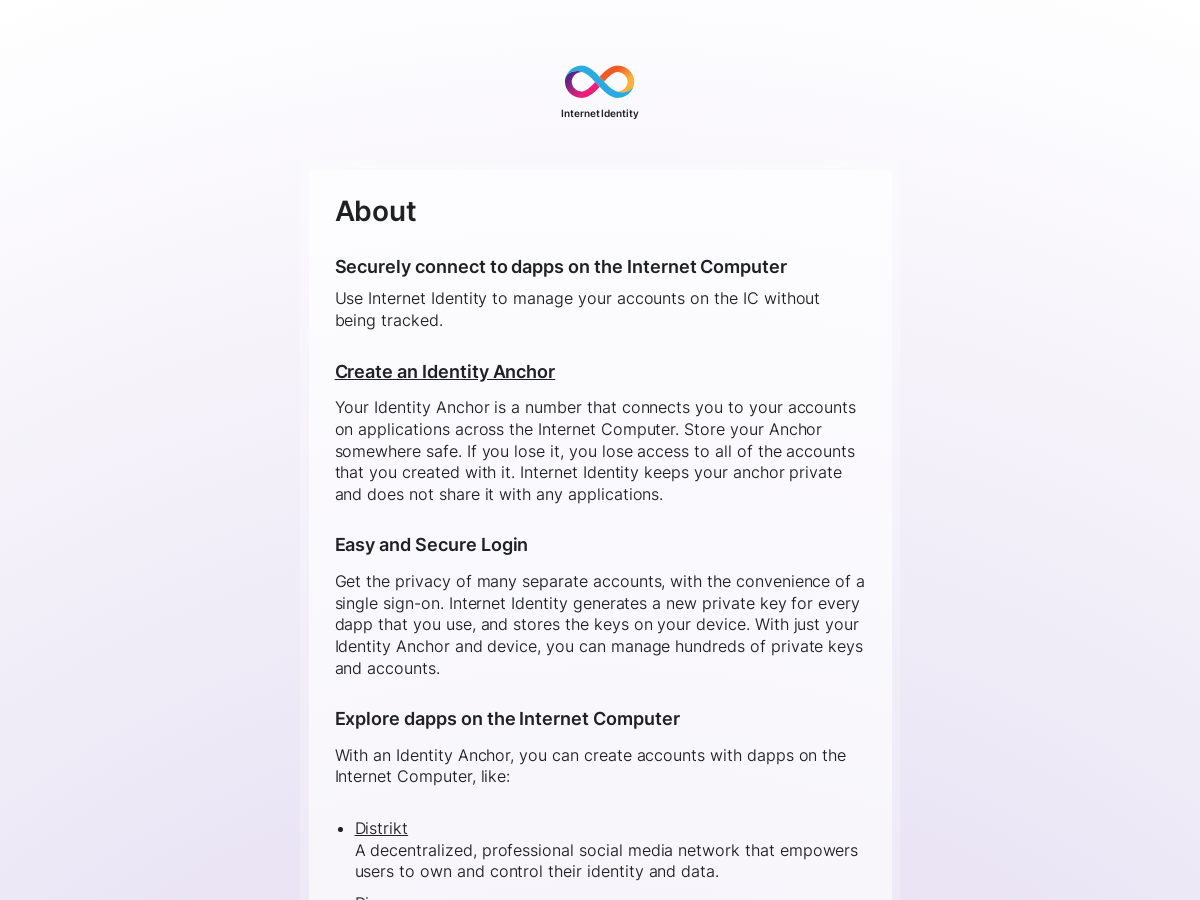 Internet Identity
About
Securely connect to dapps on the Internet Computer
Use Internet Identity to manage your accounts on the IC without
being tracked.
Create an Identity Anchor
Your Identity Anchor is a number that connects you to your accounts
on applications across the Internet Computer. Store your Anchor
somewhere safe. If you lose it, you lose access to all of the accounts
that you created with it. Internet Identity keeps your anchor private
and does not share it with any applications.
Easy and Secure Login
Get the privacy of many separate accounts, with the convenience of a
single sign-on. Internet Identity generates a new private key for every
dapp that you use, and stores the keys on your device. With just your
Identity Anchor and device, you can manage hundreds of private keys
and accounts.
Explore dapps on the Internet Computer
With an Identity Anchor, you can create accounts with dapps on the
Internet Computer, like:
Distrikt
A decentralized, professional social media network that empowers
users to own and control their identity and data.